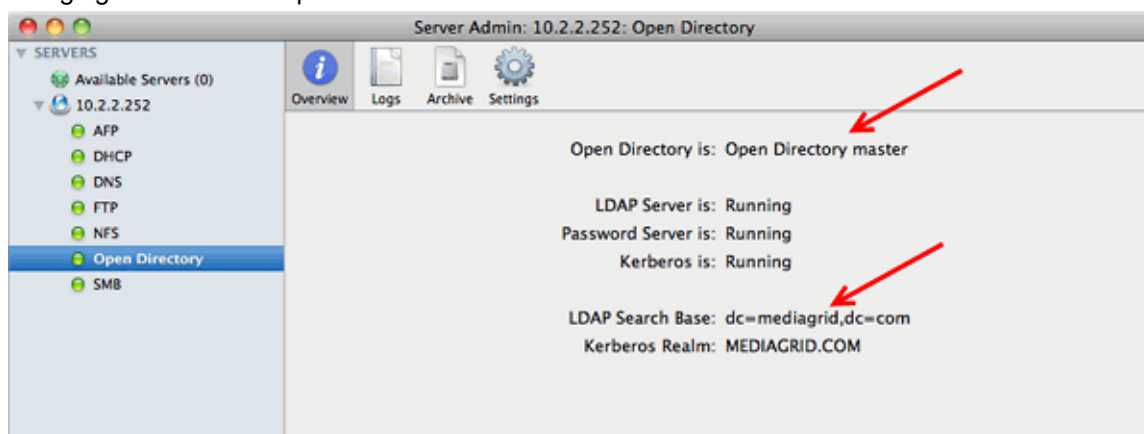 Server Admin: 10.2.2.252: Open Directory
SERVERS
Available Servers (0)
10.2.2.252
AFP
DHCP
DNS
FTP
NFS
Open Directory
SMB
Overview Logs Archive Settings
Open Directory is: Open Directory master
LDAP Server is: Running
Password Server is: Running
Kerberos is: Running
LDAP Search Base: dc=mediagrid,dc=com
Kerberos Realm: MEDIAGRID.COM